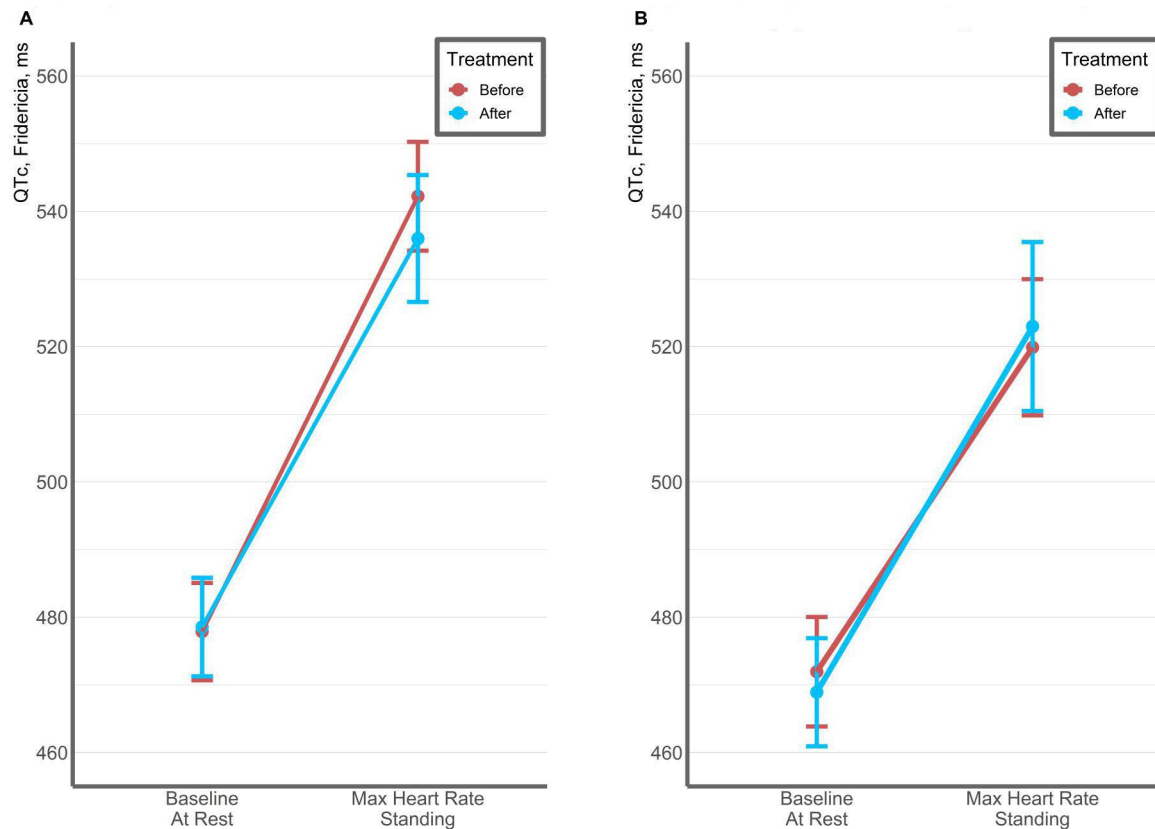 A
QTc, Fridericia, ms
560
540
520
500
480
460
Treatment
Before
After
Baseline
At Rest
Max Heart Rate
Standing
B
QTc, Fridericia, ms
560
540
520
500
480
460
Treatment
Before
After
Baseline
At Rest
Max Heart Rate
Standing